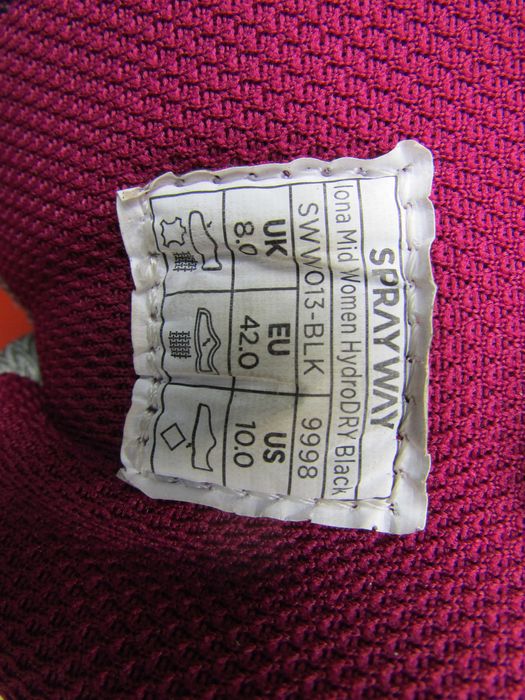 SPRAYWAY
Iona Mid Women HydroDRY Black
SWW013-BLK 9998
UK EU US
8.0 42.0 10.0